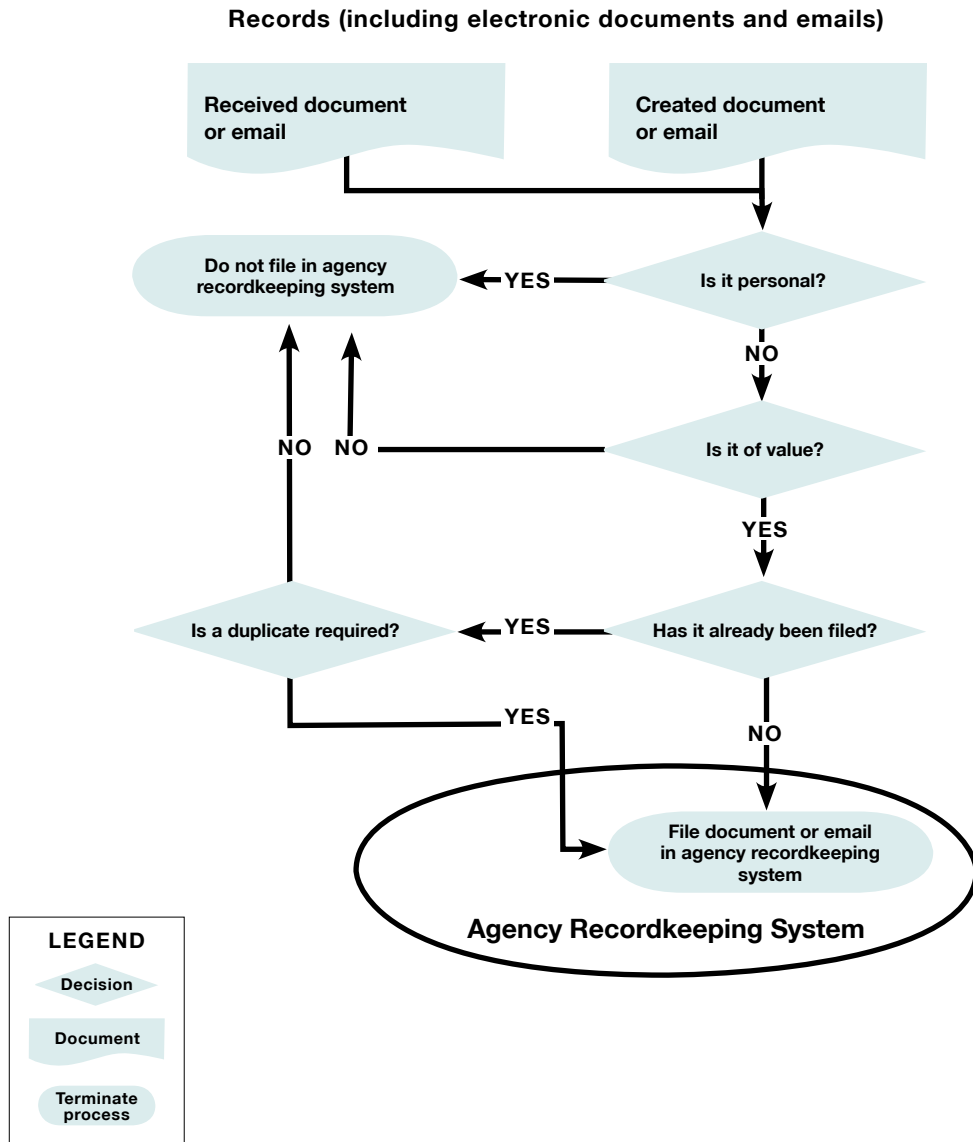 Records (including electronic documents and emails)
Received document
or email
Created document
or email
Do not file in agency
recordkeeping system
YES
Is it personal?
NO
NO
NO
Is it of value?
YES
Is a duplicate required?
YES
Has it already been filed?
YES
NO
File document or email
in agency recordkeeping
system
Agency Recordkeeping System
LEGEND
Decision
Document
Terminate
process